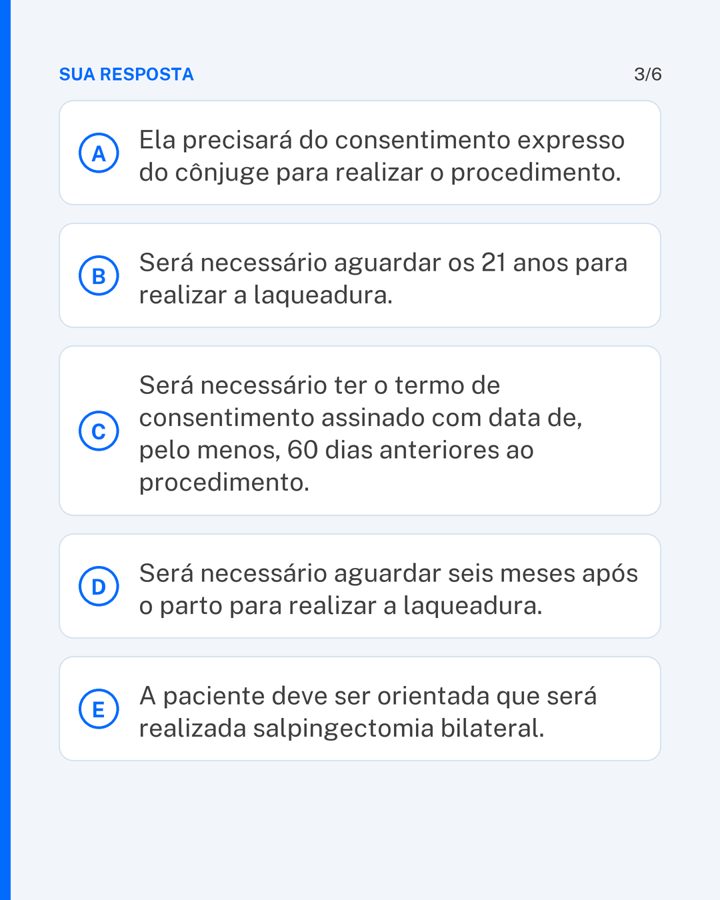 SUA RESPOSTA
3/6
A
Ela precisará do consentimento expresso
do cônjuge para realizar o procedimento.
B
Será necessário aguardar os 21 anos para
realizar a laqueadura.
C
Será necessário ter o termo de
consentimento assinado com data de,
pelo menos, 60 dias anteriores ao
procedimento.
D
Será necessário aguardar seis meses após
o parto para realizar a laqueadura.
E
A paciente deve ser orientada que será
realizada salpingectomia bilateral.